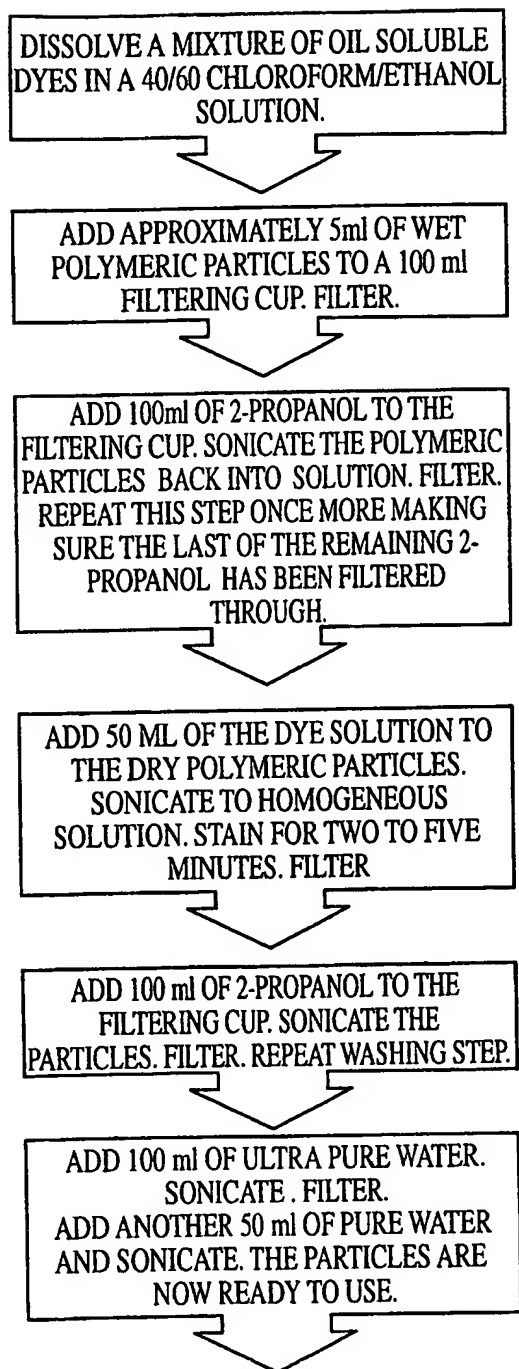 DISSOLVE A MIXTURE OF OIL SOLUBLE
DYES IN A 40/60 CHLOROFORM/ETHANOL
SOLUTION.
ADD APPROXIMATELY 5ml OF WET
POLYMERIC PARTICLES TO A 100 ml
FILTERING CUP. FILTER.
ADD 100ml OF 2-PROPANOL TO THE
FILTERING CUP. SONICATE THE POLYMERIC
PARTICLES BACK INTO SOLUTION. FILTER.
REPEAT THIS STEP ONCE MORE MAKING
SURE THE LAST OF THE REMAINING 2-
PROPANOL HAS BEEN FILTERED
THROUGH.
ADD 50 ML OF THE DYE SOLUTION TO
THE DRY POLYMERIC PARTICLES.
SONICATE TO HOMOGENEOUS
SOLUTION. STAIN FOR TWO TO FIVE
MINUTES. FILTER
ADD 100 ml OF 2-PROPANOL TO THE
FILTERING CUP. SONICATE THE
PARTICLES. FILTER. REPEAT WASHING STEP.
ADD 100 ml OF ULTRA PURE WATER.
SONICATE . FILTER.
ADD ANOTHER 50 ml OF PURE WATER
AND SONICATE. THE PARTICLES ARE
NOW READY TO USE.